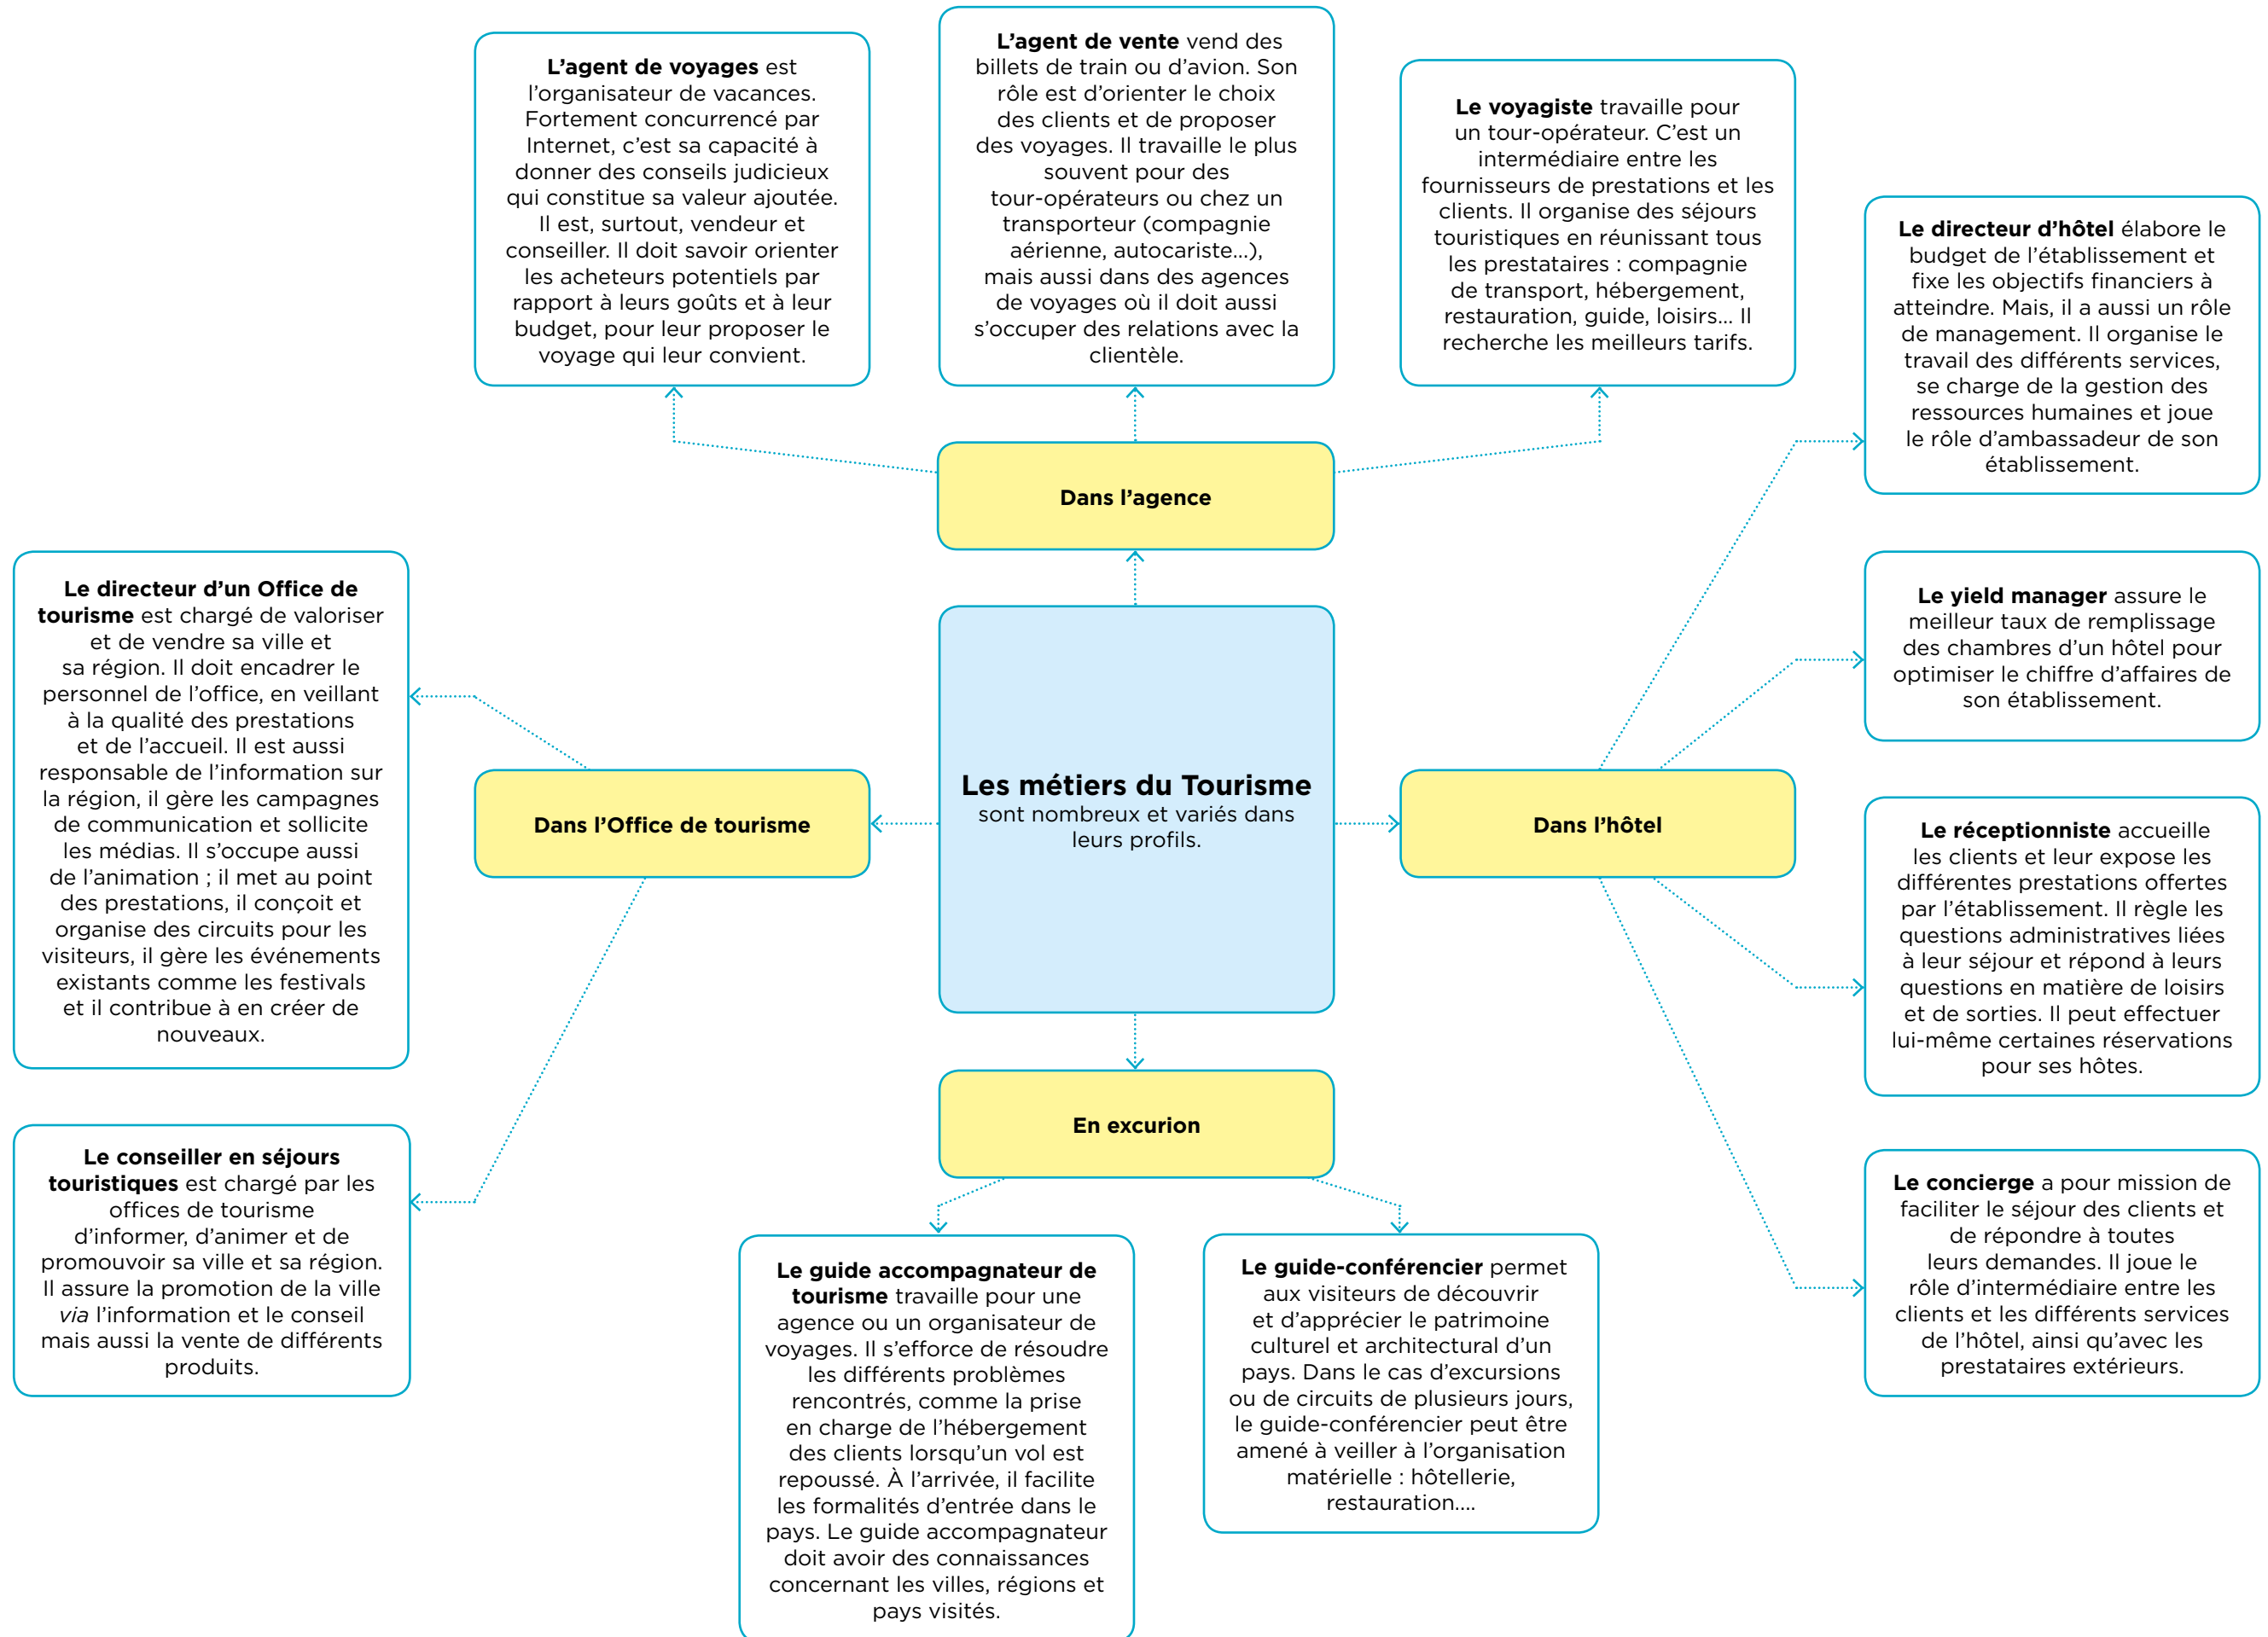 L’agent de voyages est
l’organisateur de vacances.
Fortement concurrencé par
Internet, c’est sa capacité à
donner des conseils judicieux
qui constitue sa valeur ajoutée.
Il est, surtout, vendeur et
conseiller. Il doit savoir orienter
les acheteurs potentiels par
rapport à leurs goûts et à leur
budget, pour leur proposer le
voyage qui leur convient.
L’agent de vente vend des
billets de train ou d’avion. Son
rôle est d’orienter le choix
des clients et de proposer
des voyages. Il travaille le plus
souvent pour des
tour-opérateurs ou chez un
transporteur (compagnie
aérienne, autocariste...),
mais aussi dans des agences
de voyages où il doit aussi
s’occuper des relations avec la
clientèle.
Le voyagiste travaille pour
un tour-opérateur. C’est un
intermédiaire entre les
fournisseurs de prestations et les
clients. Il organise des séjours
touristiques en réunissant tous
les prestataires : compagnie
de transport, hébergement,
restauration, guide, loisirs... Il
recherche les meilleurs tarifs.
Dans l’agence
Le directeur d’hôtel élabore le
budget de l’établissement et
fixe les objectifs financiers à
atteindre. Mais, il a aussi un rôle
de management. Il organise le
travail des différents services,
se charge de la gestion des
ressources humaines et joue
le rôle d’ambassadeur de son
établissement.
Le yield manager assure le
meilleur taux de remplissage
des chambres d’un hôtel pour
optimiser le chiffre d’affaires de
son établissement.
Le directeur d’un Office de
tourisme est chargé de valoriser
et de vendre sa ville et
sa région. Il doit encadrer le
personnel de l’office, en veillant
à la qualité des prestations
et de l’accueil. Il est aussi
responsable de l’information sur
la région, il gère les campagnes
de communication et sollicite
les médias. Il s’occupe aussi
de l’animation ; il met au point
des prestations, il conçoit et
organise des circuits pour les
visiteurs, il gère les événements
existants comme les festivals
et il contribue à en créer de
nouveaux.
Dans l’Office de tourisme
Les métiers du Tourisme
sont nombreux et variés dans
leurs profils.
Dans l’hôtel
Le réceptionniste accueille
les clients et leur expose les
différentes prestations offertes
par l’établissement. Il règle les
questions administratives liées
à leur séjour et répond à leurs
questions en matière de loisirs
et de sorties. Il peut effectuer
lui-même certaines réservations
pour ses hôtes.
En excurion
Le conseiller en séjours
touristiques est chargé par les
offices de tourisme
d’informer, d’animer et de
promouvoir sa ville et sa région.
Il assure la promotion de la ville
via l’information et le conseil
mais aussi la vente de différents
produits.
Le concierge a pour mission de
faciliter le séjour des clients et
de répondre à toutes
leurs demandes. Il joue le
rôle d’intermédiaire entre les
clients et les différents services
de l’hôtel, ainsi qu’avec les
prestataires extérieurs.
Le guide accompagnateur de
tourisme travaille pour une
agence ou un organisateur de
voyages. Il s’efforce de résoudre
les différents problèmes
rencontrés, comme la prise
en charge de l’hébergement
des clients lorsqu’un vol est
repoussé. À l’arrivée, il facilite
les formalités d’entrée dans le
pays. Le guide accompagnateur
doit avoir des connaissances
concernant les villes, régions et
pays visités.
Le guide-conférencier permet
aux visiteurs de découvrir
et d’apprécier le patrimoine
culturel et architectural d’un
pays. Dans le cas d’excursions
ou de circuits de plusieurs jours,
le guide-conférencier peut être
amené à veiller à l’organisation
matérielle : hôtellerie,
restauration....